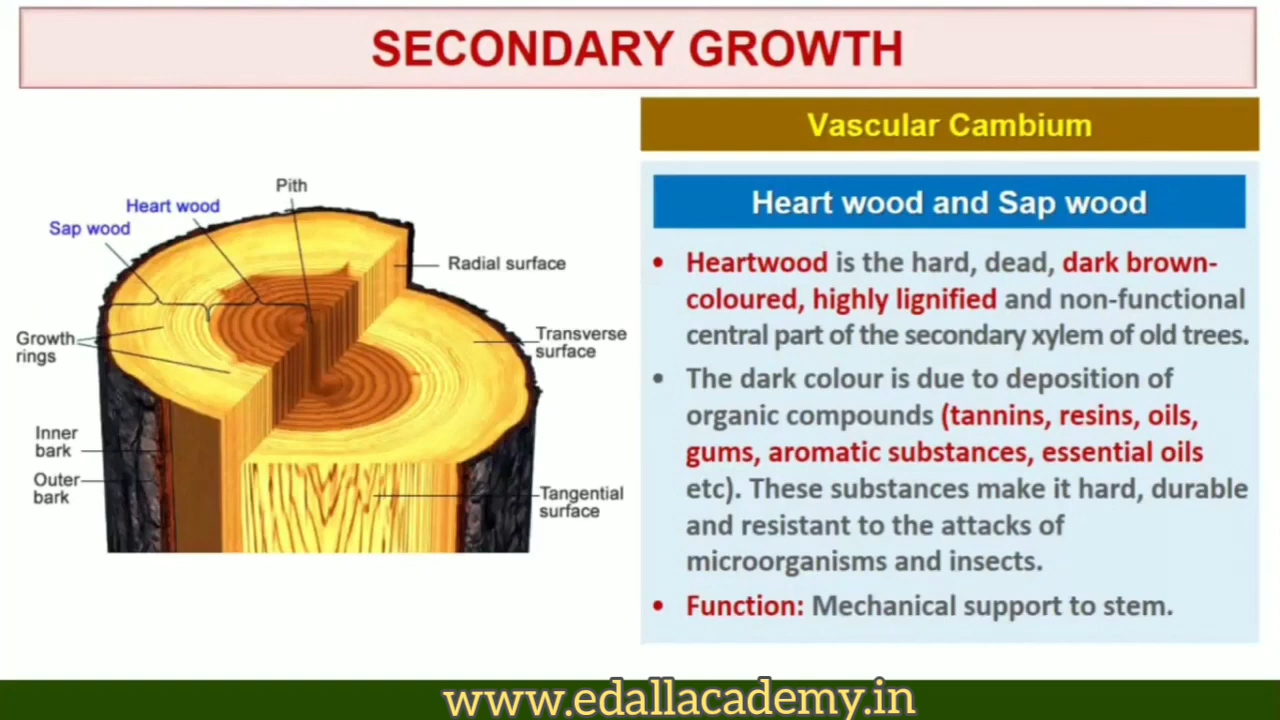 SECONDARY GROWTH
Pith
Heart wood
Sap wood
Radial surface
Growth
rings
Transverse
surface
Inner
bark
Outer
bark
Tangential
surface
Vascular Cambium
Heart wood and Sap wood
• Heartwood is the hard, dead, dark brown-
coloured, highly lignified and non-functional
central part of the secondary xylem of old trees.
• The dark colour is due to deposition of
organic compounds (tannins, resins, oils,
gums, aromatic substances, essential oils
etc). These substances make it hard, durable
and resistant to the attacks of
microorganisms and insects.
• Function: Mechanical support to stem.
www.edallacademy.in